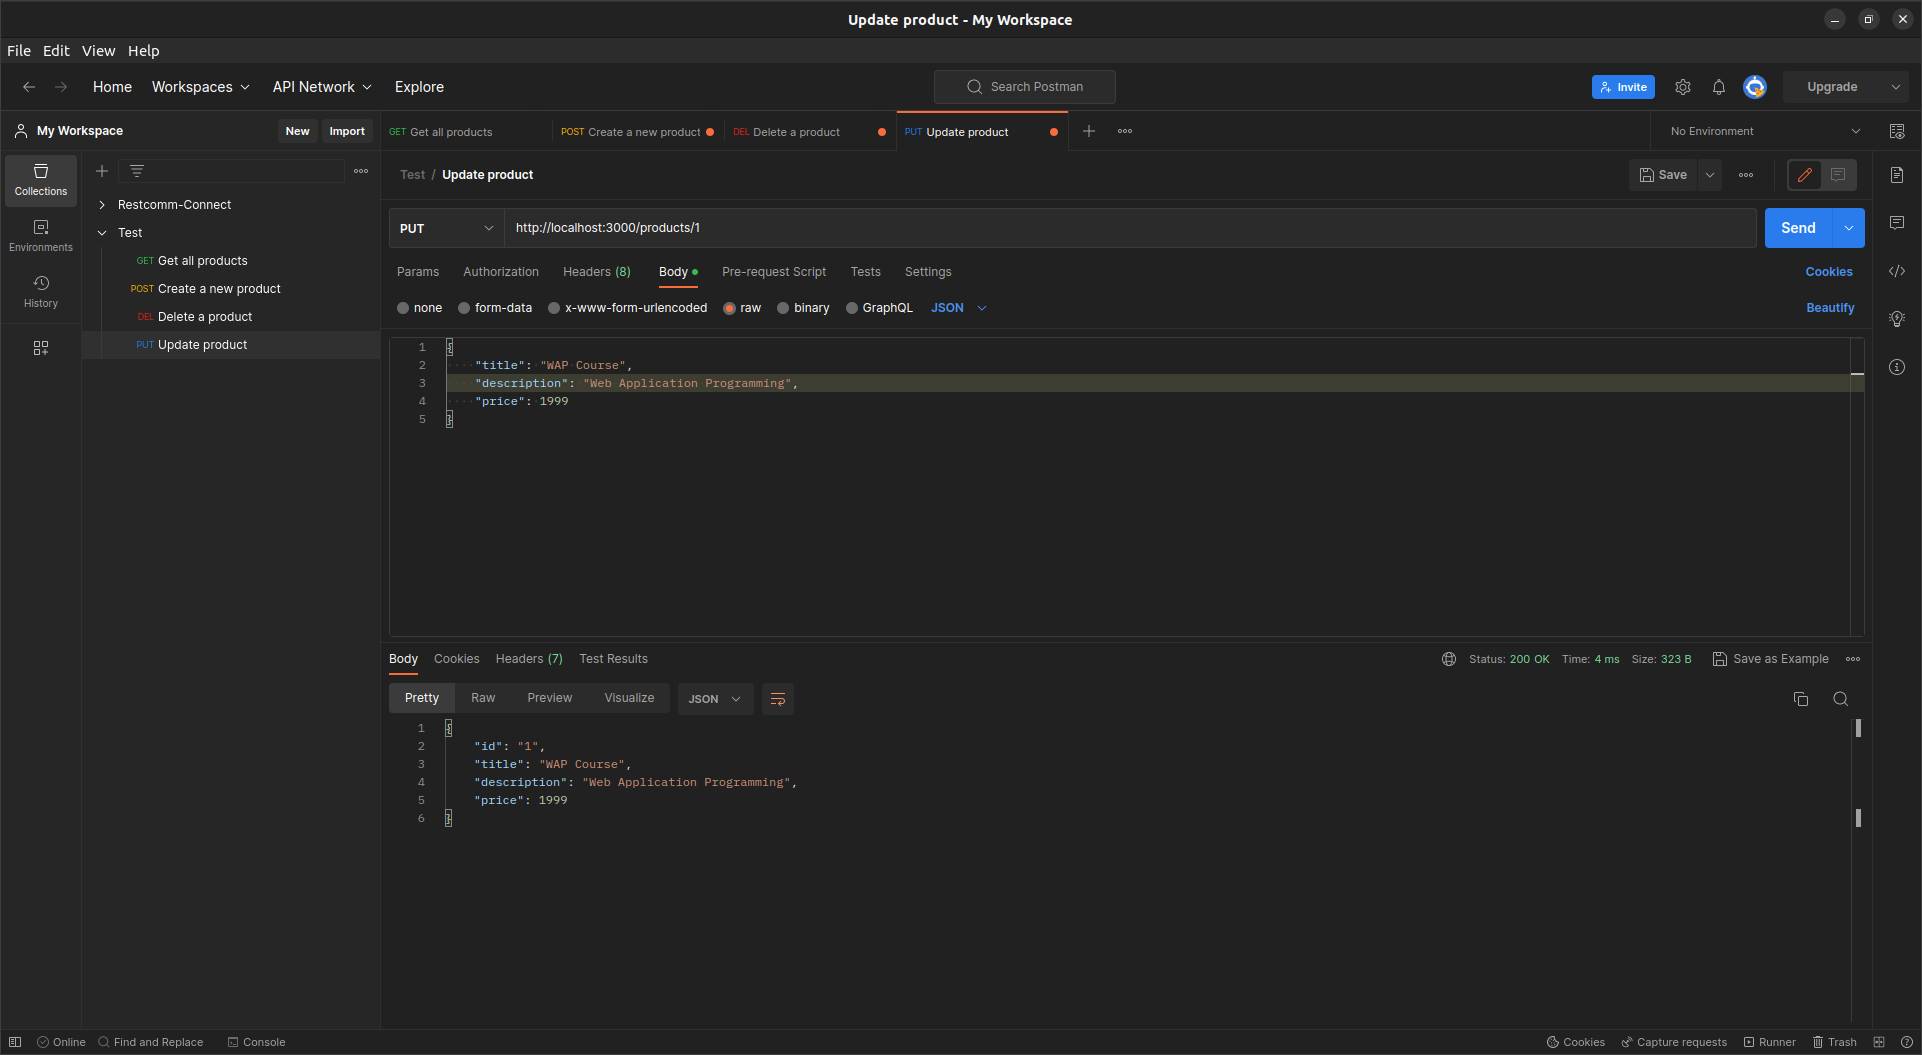 Update product - My Workspace
File Edit View Help
Home Workspaces API Network Explore
Search Postman
Invite
Upgrade
My Workspace
New Import
GET Get all products
POST Create a new product
DEL Delete a product
PUT Update product
No Environment
Collections
Environments
History
Restcomm-Connect
Test
GET Get all products
POST Create a new product
DEL Delete a product
PUT Update product
Test / Update product
Save
PUT http://localhost:3000/products/1
Send
Params Authorization Headers (8) Body Pre-request Script Tests Settings
Cookies
none form-data x-www-form-urlencoded raw binary GraphQL JSON
Beautify
1 {
2 "title": "WAP Course",
3 "description": "Web Application Programming",
4 "price": 1999
5 }
Body Cookies Headers (7) Test Results
Status: 200 OK Time: 4 ms Size: 323 B Save as Example
Pretty Raw Preview Visualize JSON
1 {
2 "id": "1",
3 "title": "WAP Course",
4 "description": "Web Application Programming",
5 "price": 1999
6 }
Online Find and Replace Console
Cookies Capture requests Runner Trash